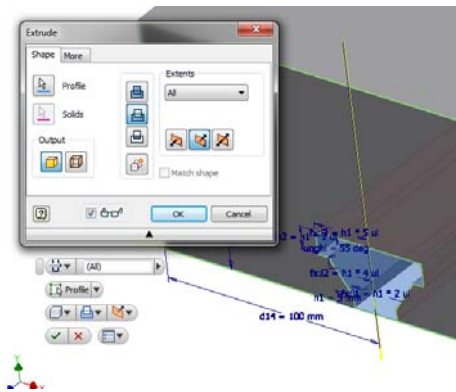 Extrude
Shape More
Profile
Solids
Extents
All
Output
Match shape
OK Cancel
(All)
Profile
= h1 * 5 ul
= 55 deg
= h1 * 4 ul
h1 * 2 ul
d14 = 100 mm